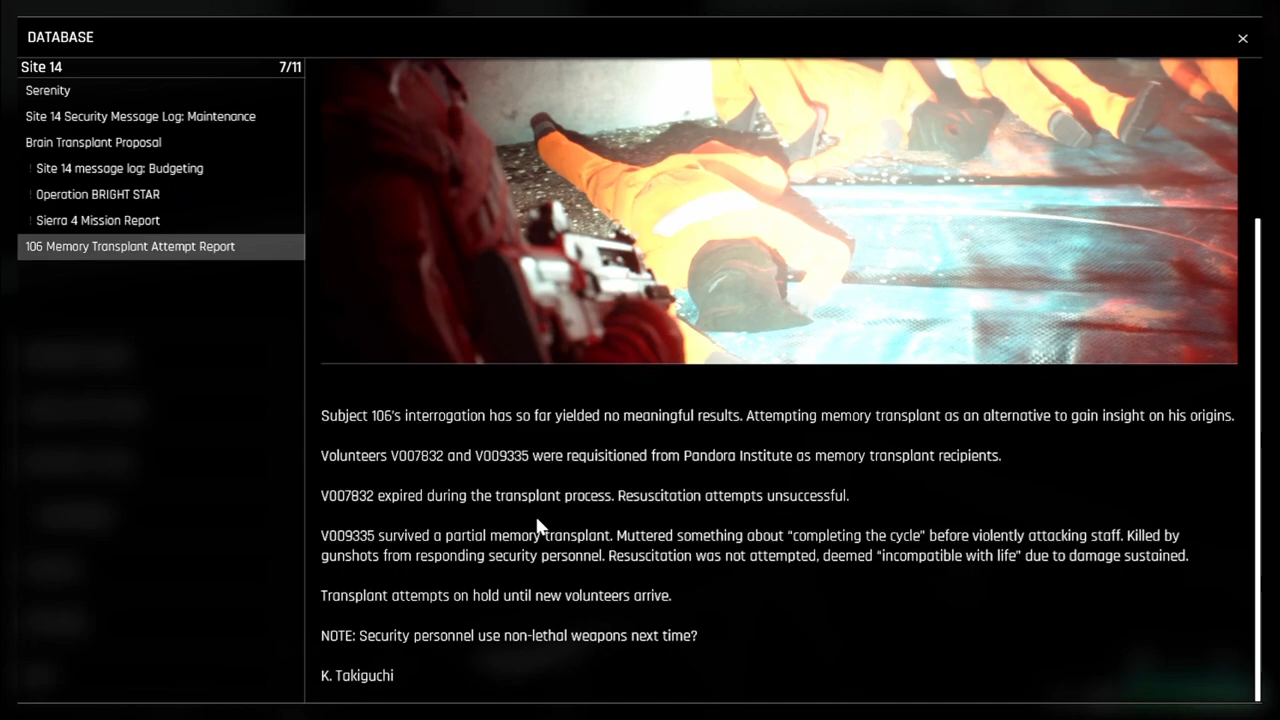 DATABASE
×
Site 14 7/11
Serenity
Site 14 Security Message Log: Maintenance
Brain Transplant Proposal
! Site 14 message log: Budgeting
! Operation BRIGHT STAR
! Sierra 4 Mission Report
106 Memory Transplant Attempt Report
Subject 106's interrogation has so far yielded no meaningful results. Attempting memory transplant as an alternative to gain insight on his origins.
Volunteers V007832 and V009335 were requisitioned from Pandora Institute as memory transplant recipients.
V007832 expired during the transplant process. Resuscitation attempts unsuccessful.
V009335 survived a partial memory transplant. Muttered something about “completing the cycle” before violently attacking staff. Killed by
gunshots from responding security personnel. Resuscitation was not attempted, deemed “incompatible with life” due to damage sustained.
Transplant attempts on hold until new volunteers arrive.
NOTE: Security personnel use non-lethal weapons next time?
K. Takiguchi